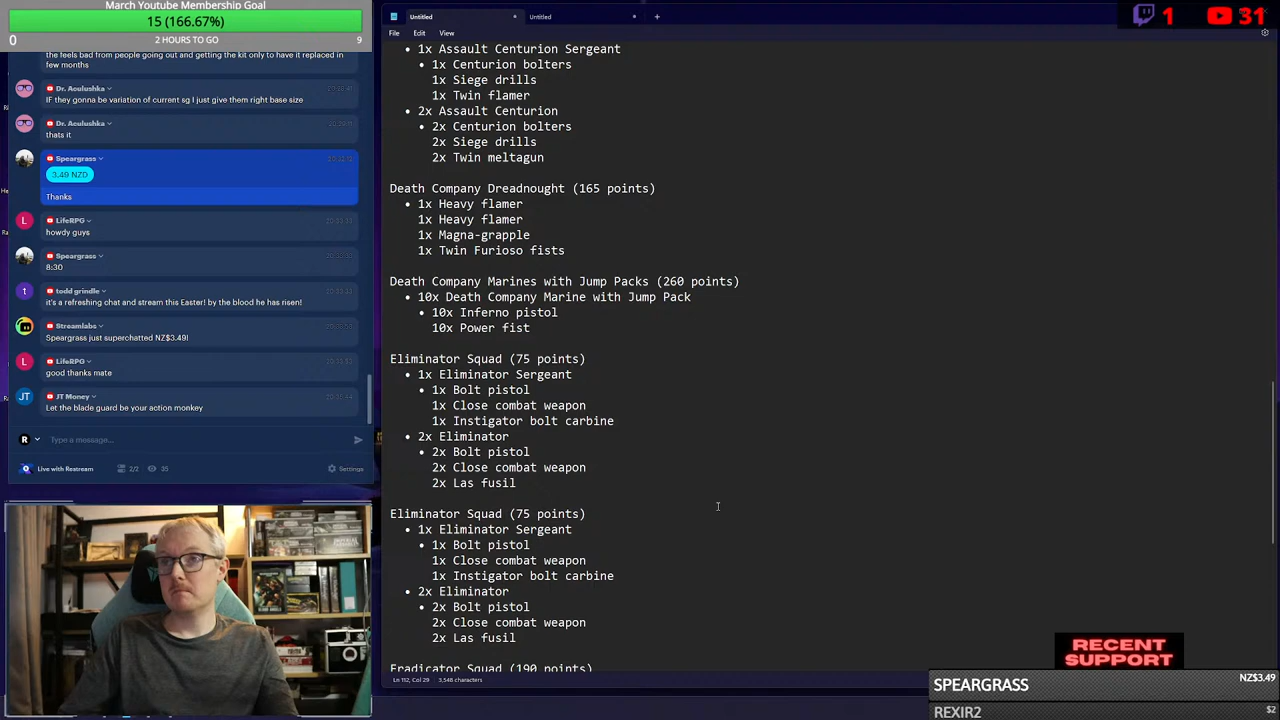 March Youtube Membership Goal
15 (166.67%)
0
2 HOURS TO GO
9
the feels bad from people going out and getting the kit only to have it replaced in
few months
Dr. Aculushka
IF they gonna be variation of current sg I just give them right base size
Dr. Aculushka
thats it
Speargrass
3.49 NZD
Thanks
L
LifeRPG
howdy guys
Speargrass
8:30
t
todd grindle
it's a refreshing chat and stream this Easter! by the blood he has risen!
Streamlabs
Speargrass just superchatted NZ$3.49!
L
LifeRPG
good thanks mate
JT
JT Money
Let the blade guard be your action monkey
R
Type a message...
Live with Restream
2/2
35
Settings
Untitled
Untitled
File
Edit
View
1
31
• 1x Assault Centurion Sergeant
• 1x Centurion bolters
1x Siege drills
1x Twin flamer
• 2x Assault Centurion
• 2x Centurion bolters
2x Siege drills
2x Twin meltagun
Death Company Dreadnought (165 points)
• 1x Heavy flamer
1x Heavy flamer
1x Magna-grapple
1x Twin Furioso fists
Death Company Marines with Jump Packs (260 points)
• 10x Death Company Marine with Jump Pack
• 10x Inferno pistol
10x Power fist
Eliminator Squad (75 points)
• 1x Eliminator Sergeant
• 1x Bolt pistol
1x Close combat weapon
1x Instigator bolt carbine
• 2x Eliminator
• 2x Bolt pistol
2x Close combat weapon
2x Las fusil
Eliminator Squad (75 points)
• 1x Eliminator Sergeant
• 1x Bolt pistol
1x Close combat weapon
1x Instigator bolt carbine
• 2x Eliminator
• 2x Bolt pistol
2x Close combat weapon
2x Las fusil
Eradicator Squad (190 points)
Ln 112, Col 29
3,548 characters
RECENT
SUPPORT
SPEARGRASS
NZ$3.49
REXIR2
$2